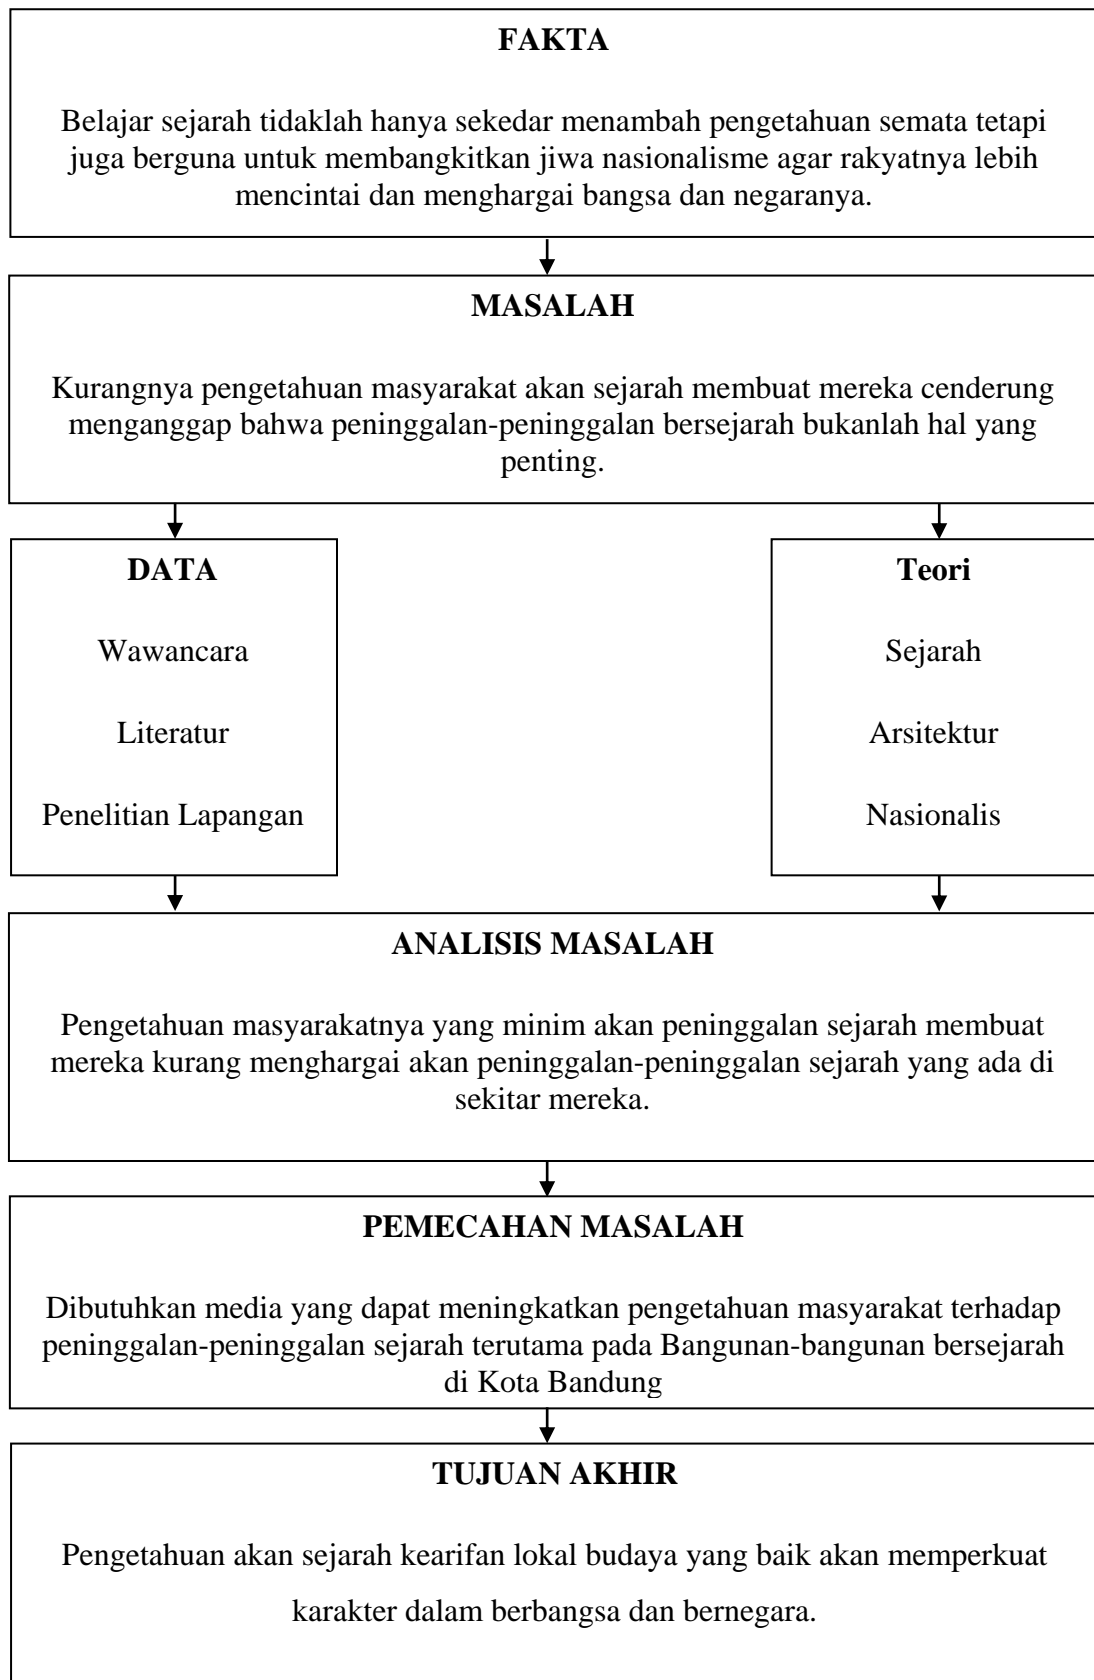 FAKTA
Belajar sejarah tidaklah hanya sekedar menambah pengetahuan semata tetapi
juga berguna untuk membangkitkan jiwa nasionalisme agar rakyatnya lebih
mencintai dan menghargai bangsa dan negaranya.
MASALAH
Kurangnya pengetahuan masyarakat akan sejarah membuat mereka cenderung
menganggap bahwa peninggalan-peninggalan bersejarah bukanlah hal yang
penting.
DATA
Wawancara
Literatur
Penelitian Lapangan
Teori
Sejarah
Arsitektur
Nasionalis
ANALISIS MASALAH
Pengetahuan masyarakatnya yang minim akan peninggalan sejarah membuat
mereka kurang menghargai akan peninggalan-peninggalan sejarah yang ada di
sekitar mereka.
PEMECAHAN MASALAH
Dibutuhkan media yang dapat meningkatkan pengetahuan masyarakat terhadap
peninggalan-peninggalan sejarah terutama pada Bangunan-bangunan bersejarah
di Kota Bandung
TUJUAN AKHIR
Pengetahuan akan sejarah kearifan lokal budaya yang baik akan memperkuat
karakter dalam berbangsa dan bernegara.